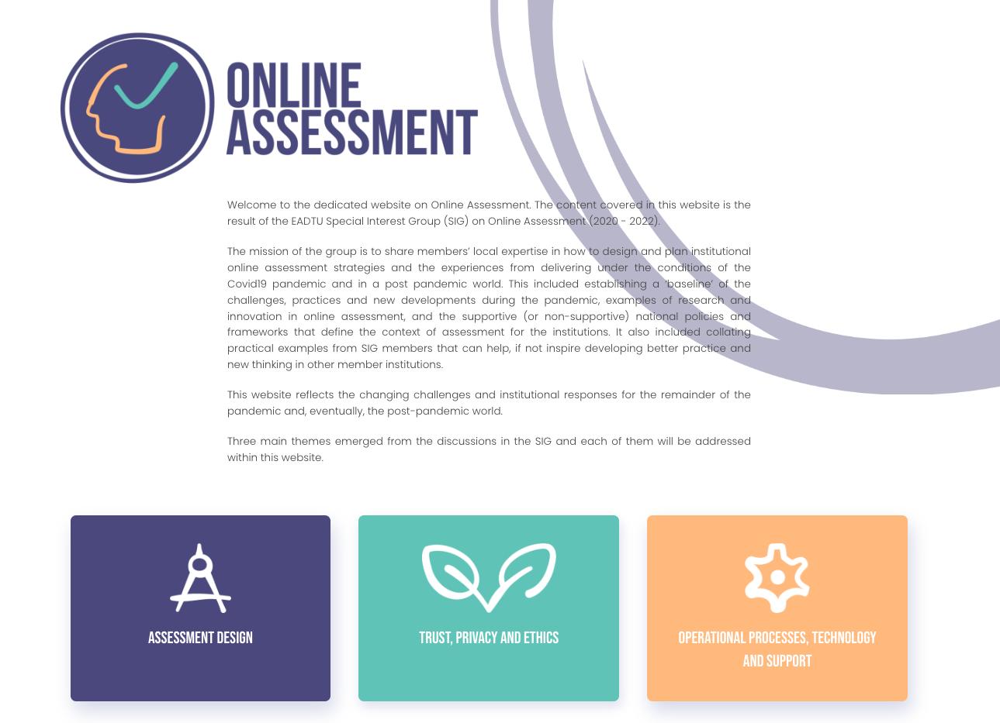 ONLINE
ASSESSMENT
Welcome to the dedicated website on Online Assessment. The content covered in this website is the
result of the EADTU Special Interest Group (SIG) on Online Assessment (2020 - 2022).
The mission of the group is to share members’ local expertise in how to design and plan institutional
online assessment strategies and the experiences from delivering under the conditions of the
Covid19 pandemic and in a post pandemic world. This included establishing a ‘baseline’ of the
challenges, practices and new developments during the pandemic, examples of research and
innovation in online assessment, and the supportive (or non-supportive) national policies and
frameworks that define the context of assessment for the institutions. It also included collating
practical examples from SIG members that can help, if not inspire developing better practice and
new thinking in other member institutions.
This website reflects the changing challenges and institutional responses for the remainder of the
pandemic and, eventually, the post-pandemic world.
Three main themes emerged from the discussions in the SIG and each of them will be addressed
within this website.
ASSESSMENT DESIGN
TRUST, PRIVACY AND ETHICS
OPERATIONAL PROCESSES, TECHNOLOGY
AND SUPPORT